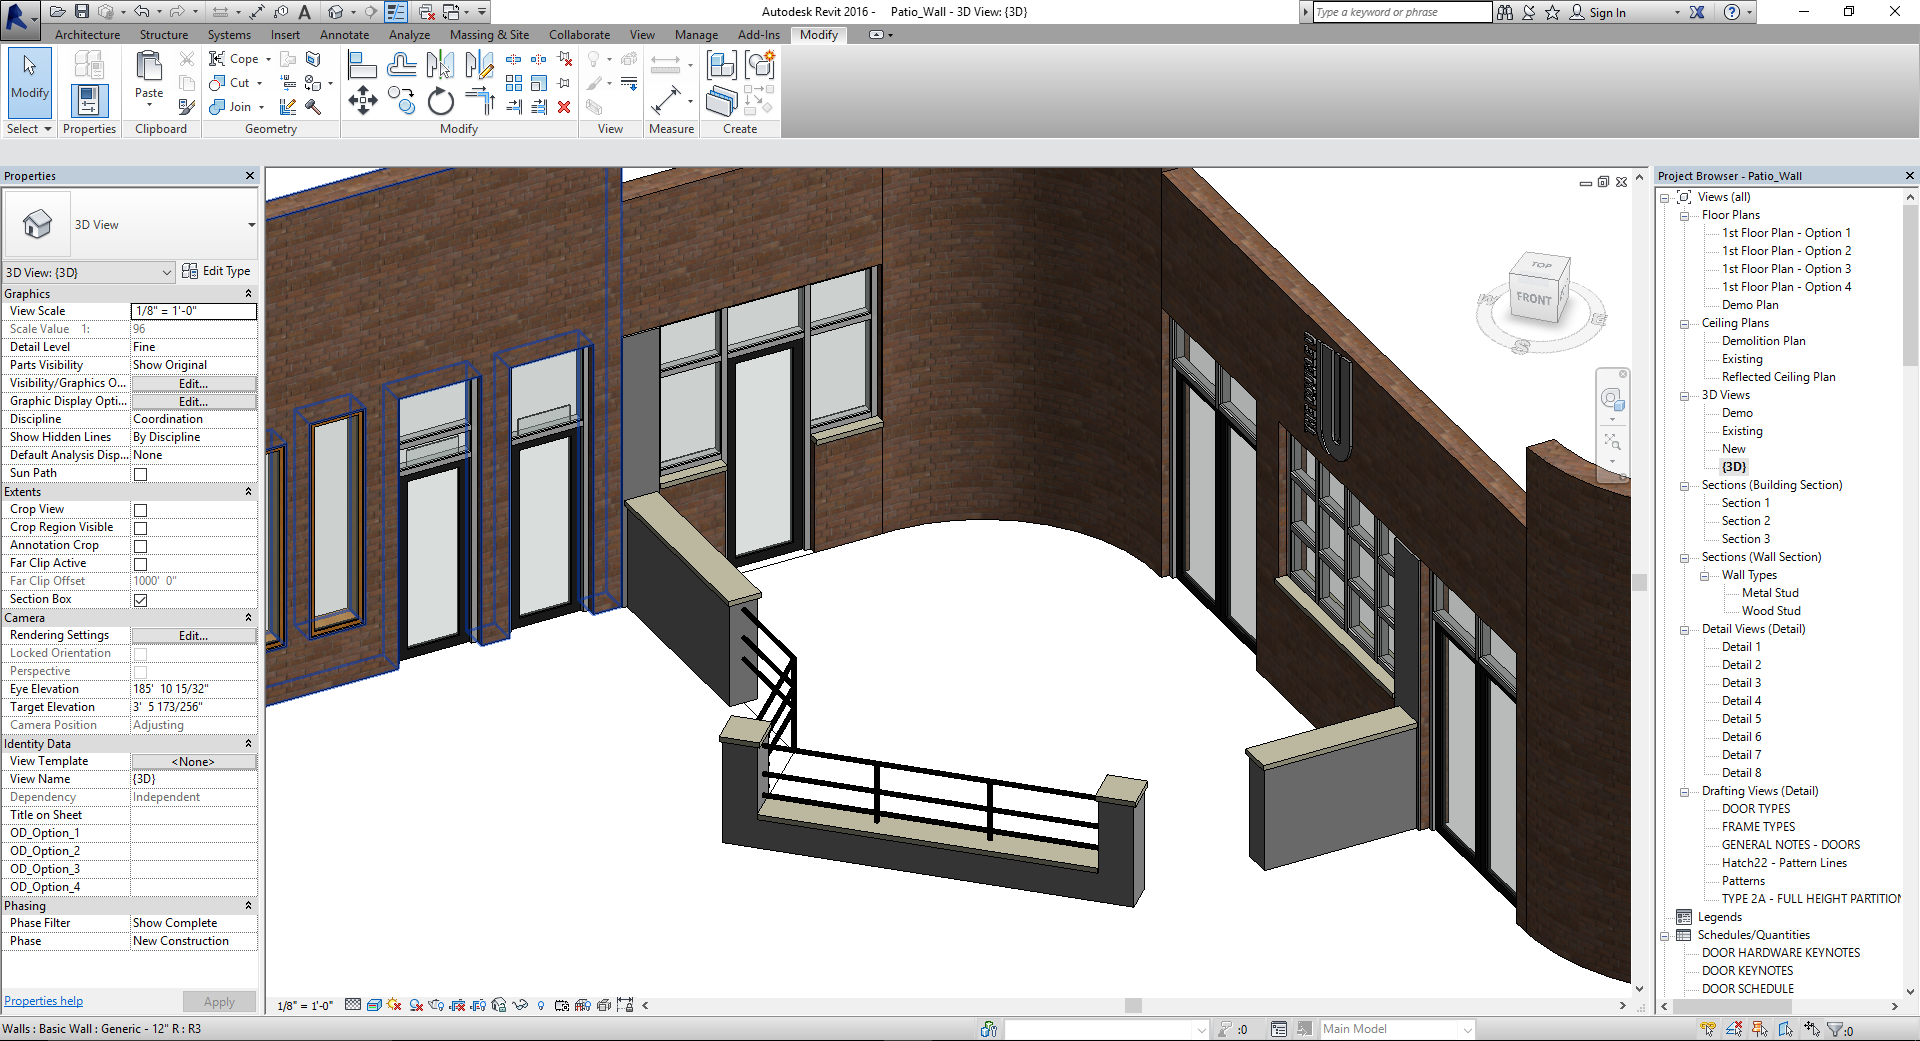 Autodesk Revit 2016 - Patio_Wall - 3D View: {3D}
Type a keyword or phrase
Sign In
Architecture Structure Systems Insert Annotate Analyze Massing & Site Collaborate View Manage Add-Ins Modify
Modify
Paste
Cope
Cut
Join
Select Properties Clipboard Geometry Modify View Measure Create
Properties
3D View
3D View: {3D} Edit Type
Graphics
View Scale 1/8" = 1'-0"
Scale Value 1: 96
Detail Level Fine
Parts Visibility Show Original
Visibility/Graphics O... Edit...
Graphic Display Opti... Edit...
Discipline Coordination
Show Hidden Lines By Discipline
Default Analysis Disp... None
Sun Path
Extents
Crop View
Crop Region Visible
Annotation Crop
Far Clip Active
Far Clip Offset 1000' 0"
Section Box
Camera
Rendering Settings Edit...
Locked Orientation
Perspective
Eye Elevation 185' 10 15/32"
Target Elevation 3' 5 173/256"
Camera Position Adjusting
Identity Data
View Template <None>
View Name {3D}
Dependency Independent
Title on Sheet
OD_Option_1
OD_Option_2
OD_Option_3
OD_Option_4
Phasing
Phase Filter Show Complete
Phase New Construction
Properties help Apply
TOP
FRONT
W
S
E
U
1/8" = 1'-0"
Project Browser - Patio_Wall
Views (all)
Floor Plans
1st Floor Plan - Option 1
1st Floor Plan - Option 2
1st Floor Plan - Option 3
1st Floor Plan - Option 4
Demo Plan
Ceiling Plans
Demolition Plan
Existing
Reflected Ceiling Plan
3D Views
Demo
Existing
New
{3D}
Sections (Building Section)
Section 1
Section 2
Section 3
Sections (Wall Section)
Wall Types
Metal Stud
Wood Stud
Detail Views (Detail)
Detail 1
Detail 2
Detail 3
Detail 4
Detail 5
Detail 6
Detail 7
Detail 8
Drafting Views (Detail)
DOOR TYPES
FRAME TYPES
GENERAL NOTES - DOORS
Hatch22 - Pattern Lines
Patterns
TYPE 2A - FULL HEIGHT PARTITION
Legends
Schedules/Quantities
DOOR HARDWARE KEYNOTES
DOOR KEYNOTES
DOOR SCHEDULE
Walls : Basic Wall : Generic - 12" R : R3
:0
Main Model
:0